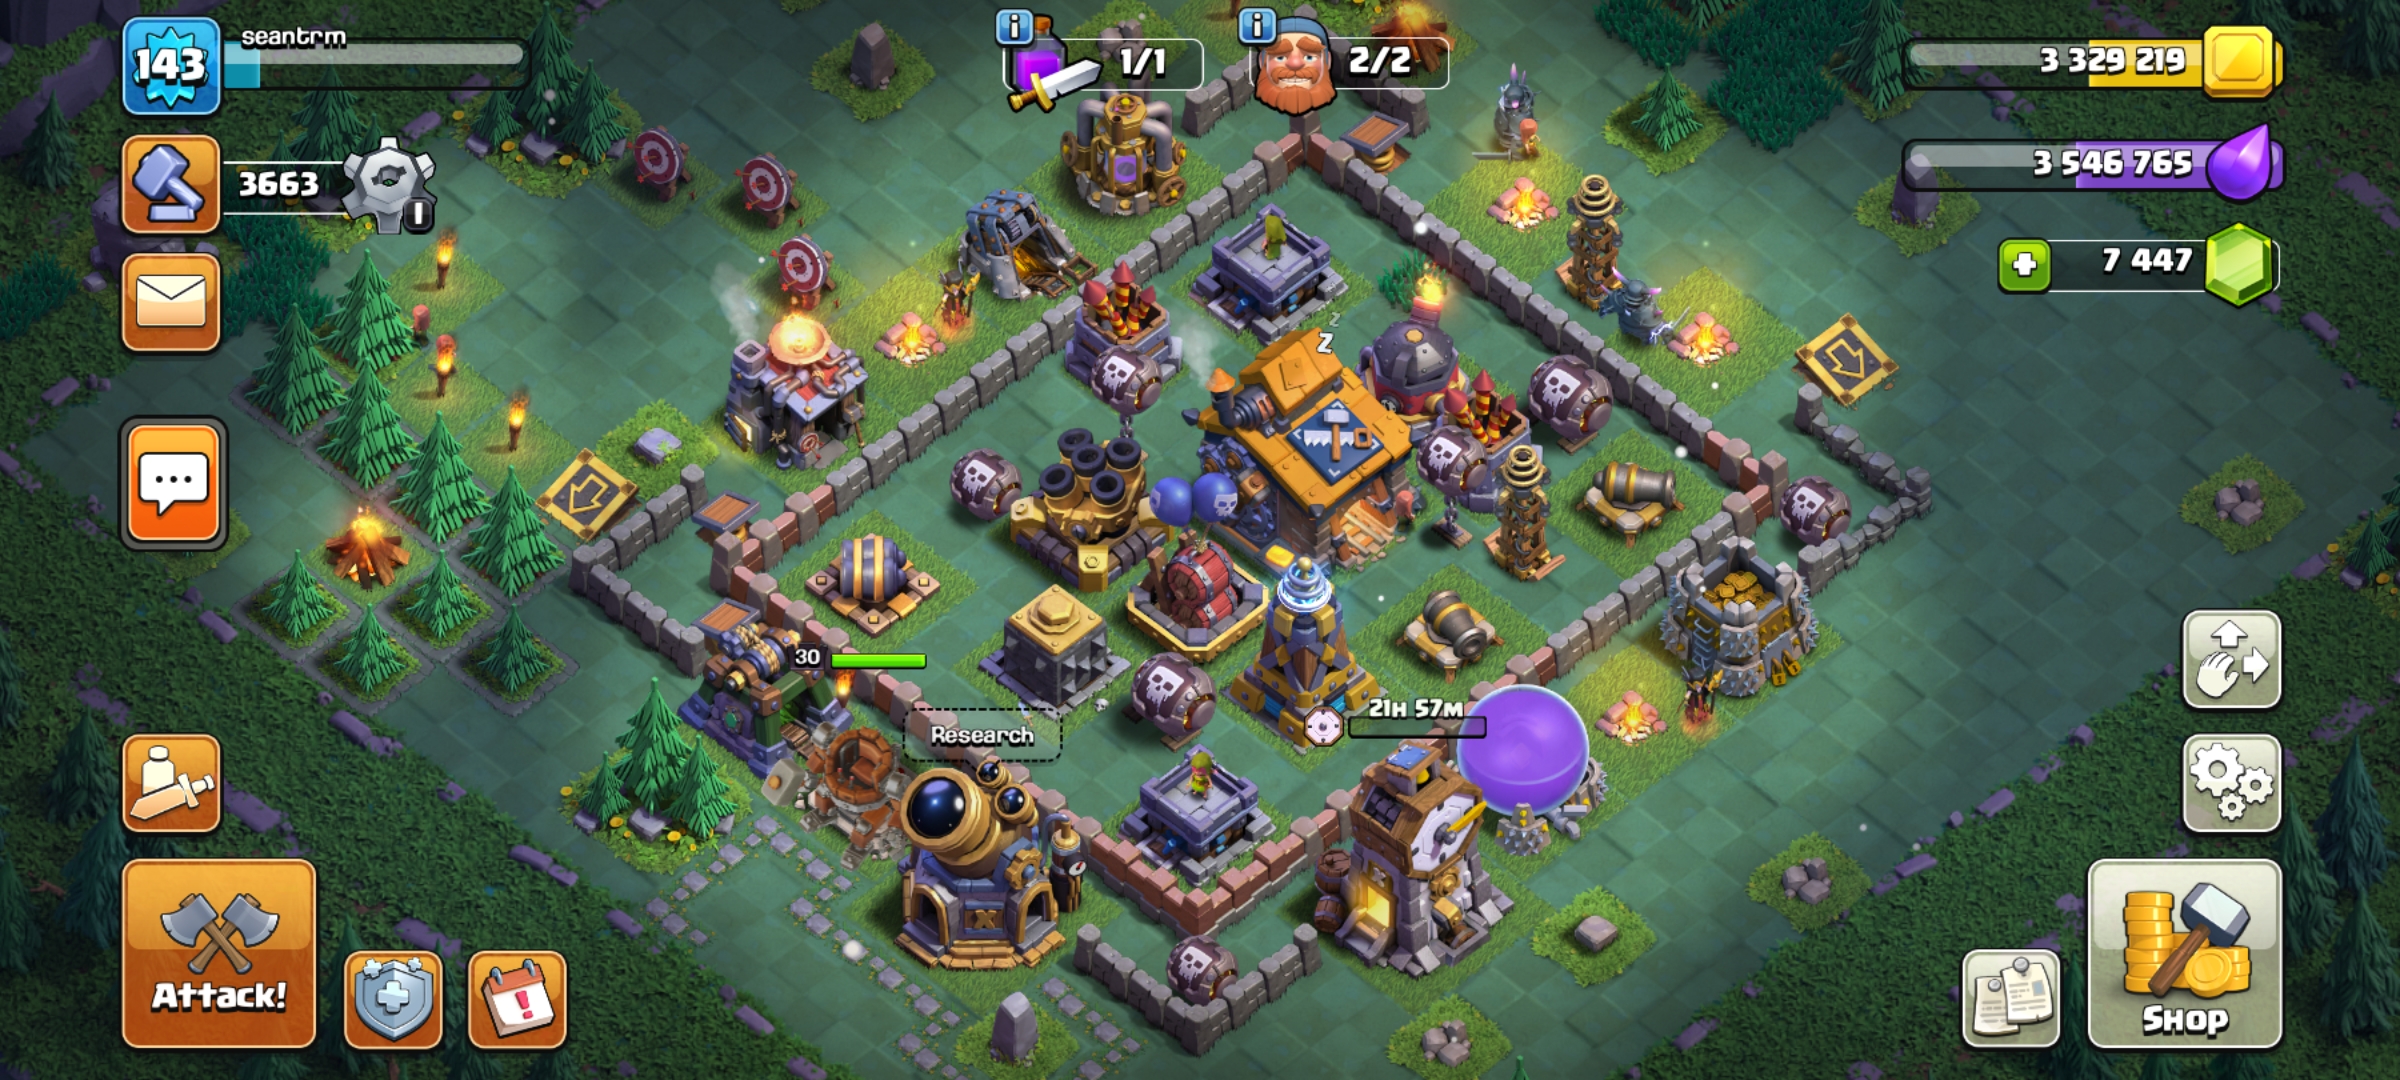 143
seantrm
1/1
2/2
3 329 219
3663
I
3 546 765
7 447
z
z
30
Research
21H 57M
Attack!
Shop